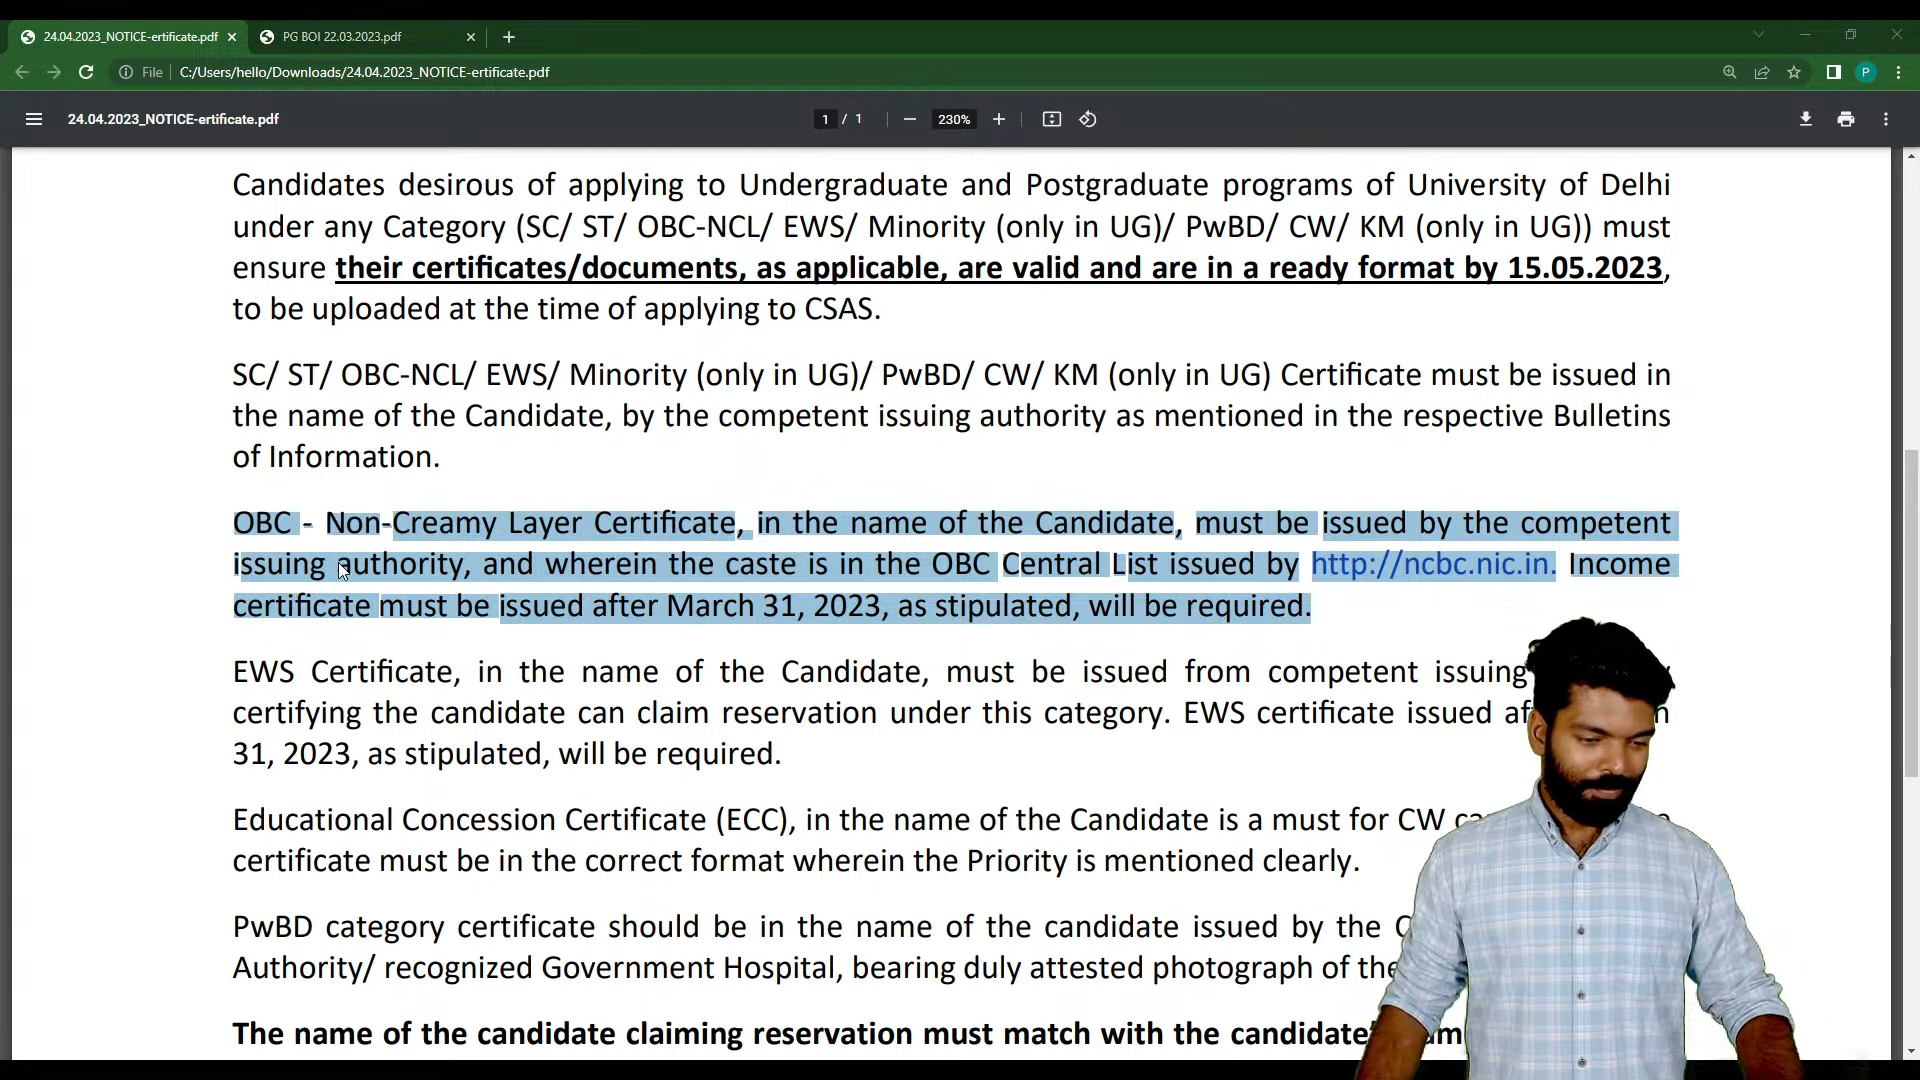 24.04.2023_NOTICE-ertificate.pdf
PG BOI 22.03.2023.pdf
File
C:/Users/hello/Downloads/24.04.2023_NOTICE-ertificate.pdf
P
24.04.2023_NOTICE-ertificate.pdf
1 / 1
230%
Candidates desirous of applying to Undergraduate and Postgraduate programs of University of Delhi
under any Category (SC/ ST/ OBC-NCL/ EWS/ Minority (only in UG)/ PwBD/ CW/ KM (only in UG)) must
ensure their certificates/documents, as applicable, are valid and are in a ready format by 15.05.2023,
to be uploaded at the time of applying to CSAS.
SC/ ST/ OBC-NCL/ EWS/ Minority (only in UG)/ PwBD/ CW/ KM (only in UG) Certificate must be issued in
the name of the Candidate, by the competent issuing authority as mentioned in the respective Bulletins
of Information.
OBC - Non-Creamy Layer Certificate, in the name of the Candidate, must be issued by the competent
issuing authority, and wherein the caste is in the OBC Central List issued by http://ncbc.nic.in. Income
certificate must be issued after March 31, 2023, as stipulated, will be required.
EWS Certificate, in the name of the Candidate, must be issued from competent issuing
certifying the candidate can claim reservation under this category. EWS certificate issued
31, 2023, as stipulated, will be required.
Educational Concession Certificate (ECC), in the name of the Candidate is a must for CW
certificate must be in the correct format wherein the Priority is mentioned clearly.
PwBD category certificate should be in the name of the candidate issued by the
Authority/ recognized Government Hospital, bearing duly attested photograph of the
The name of the candidate claiming reservation must match with the